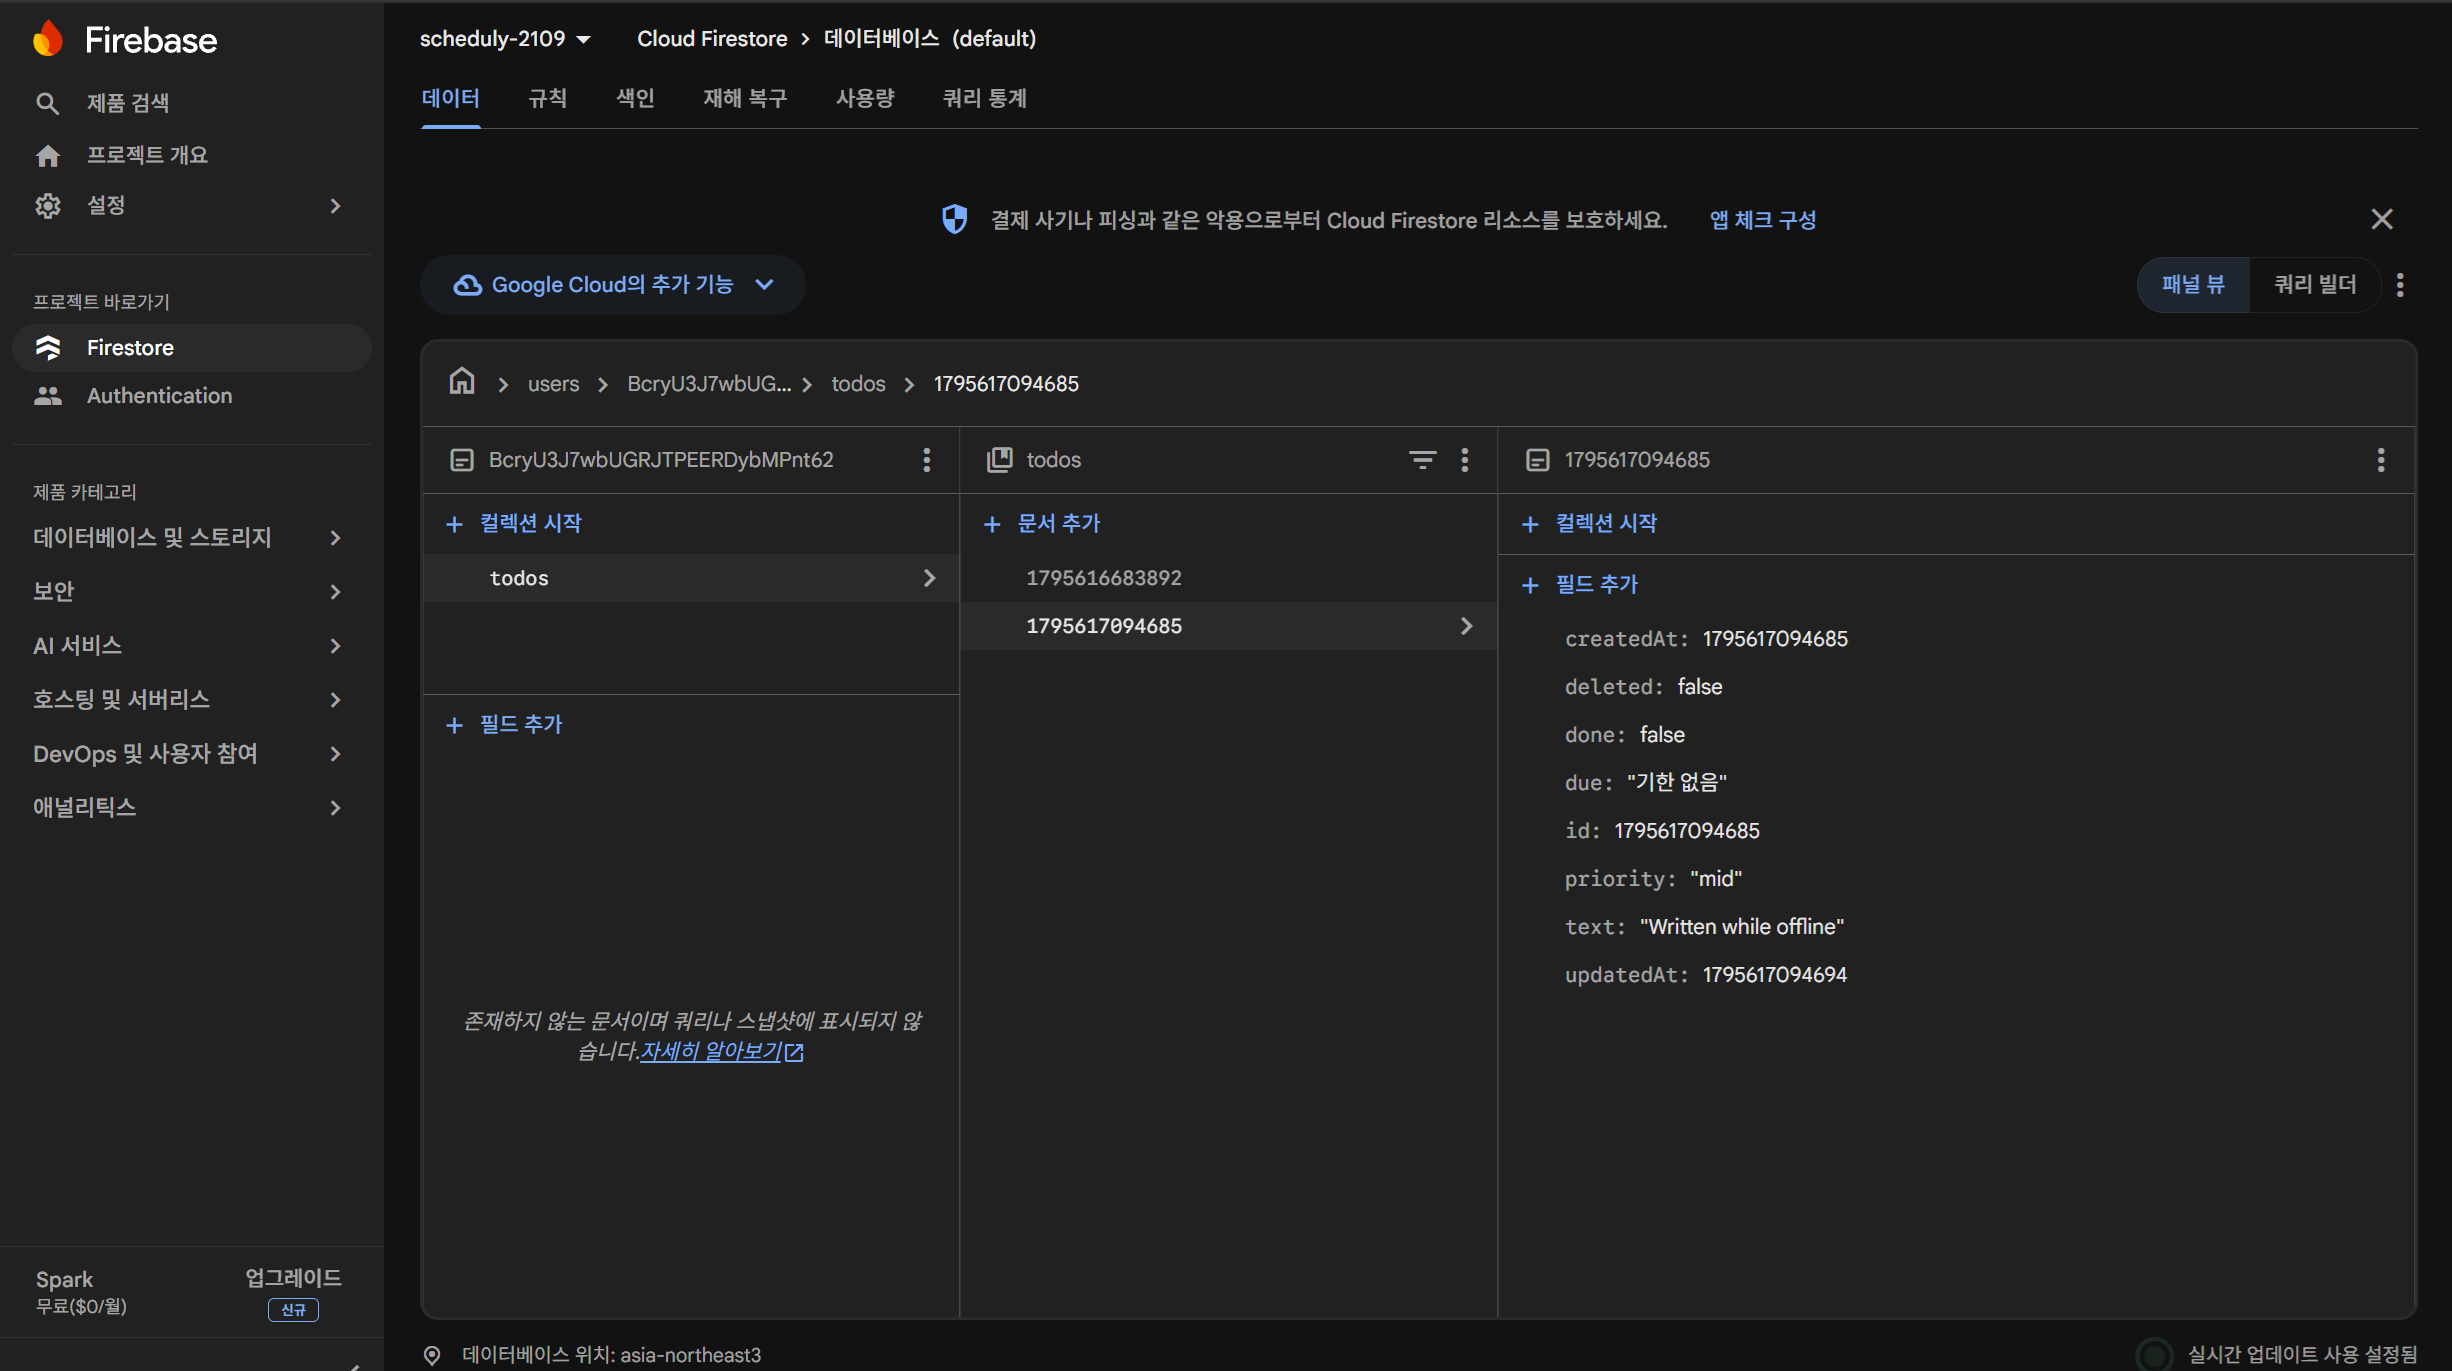 Firebase
제품 검색
프로젝트 개요
설정
프로젝트 바로가기
Firestore
Authentication
제품 카테고리
데이터베이스 및 스토리지
보안
AI 서비스
호스팅 및 서버리스
DevOps 및 사용자 참여
애널리틱스
Spark
무료($0/월)
업그레이드
신규
scheduly-2109
Cloud Firestore > 데이터베이스 (default)
데이터 규칙 색인 재해 복구 사용량 쿼리 통계
결제 사기나 피싱과 같은 악용으로부터 Cloud Firestore 리소스를 보호하세요. 앱 체크 구성
Google Cloud의 추가 기능
패널 뷰 쿼리 빌더
users > BcryU3J7wbUG... > todos > 1795617094685
BcryU3J7wbUGRJTPEERDybMPnt62
+ 컬렉션 시작
todos
+ 필드 추가
존재하지 않는 문서이며 쿼리나 스냅샷에 표시되지 않
습니다.자세히 알아보기
todos
+ 문서 추가
1795616683892
1795617094685
1795617094685
+ 컬렉션 시작
+ 필드 추가
createdAt: 1795617094685
deleted: false
done: false
due: "기한 없음"
id: 1795617094685
priority: "mid"
text: "Written while offline"
updatedAt: 1795617094694
데이터베이스 위치: asia-northeast3
실시간 업데이트 사용 설정됨